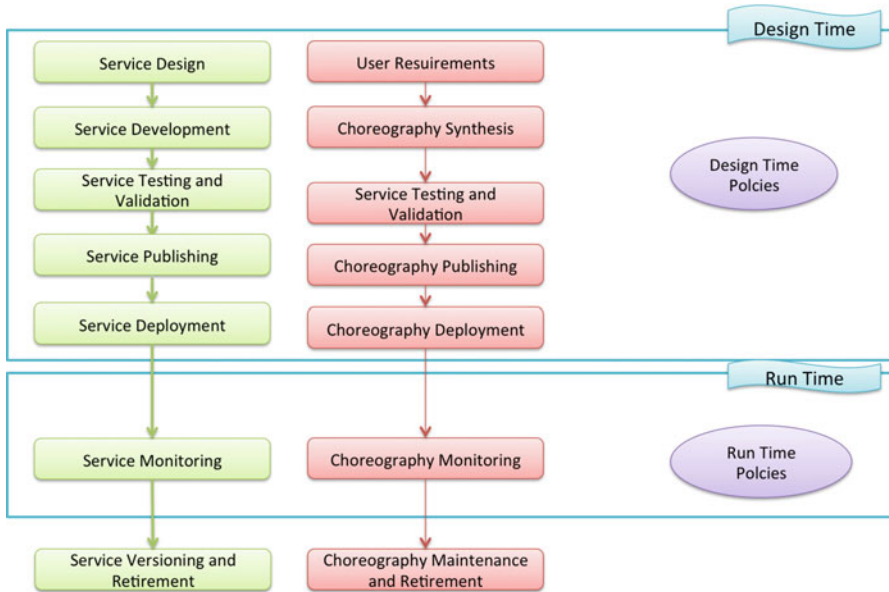 Design Time
Service Design
User Resuirements
Service Development
Choreography Synthesis
Design Time
Polcies
Service Testing and
Validation
Service Testing and
Validation
Service Publishing
Choreography Publishing
Service Deployment
Choreography Deployment
Run Time
Service Monitoring
Choreography Monitoring
Run Time
Polcies
Service Versioning and
Retirement
Choreography Maintenance
and Retirement